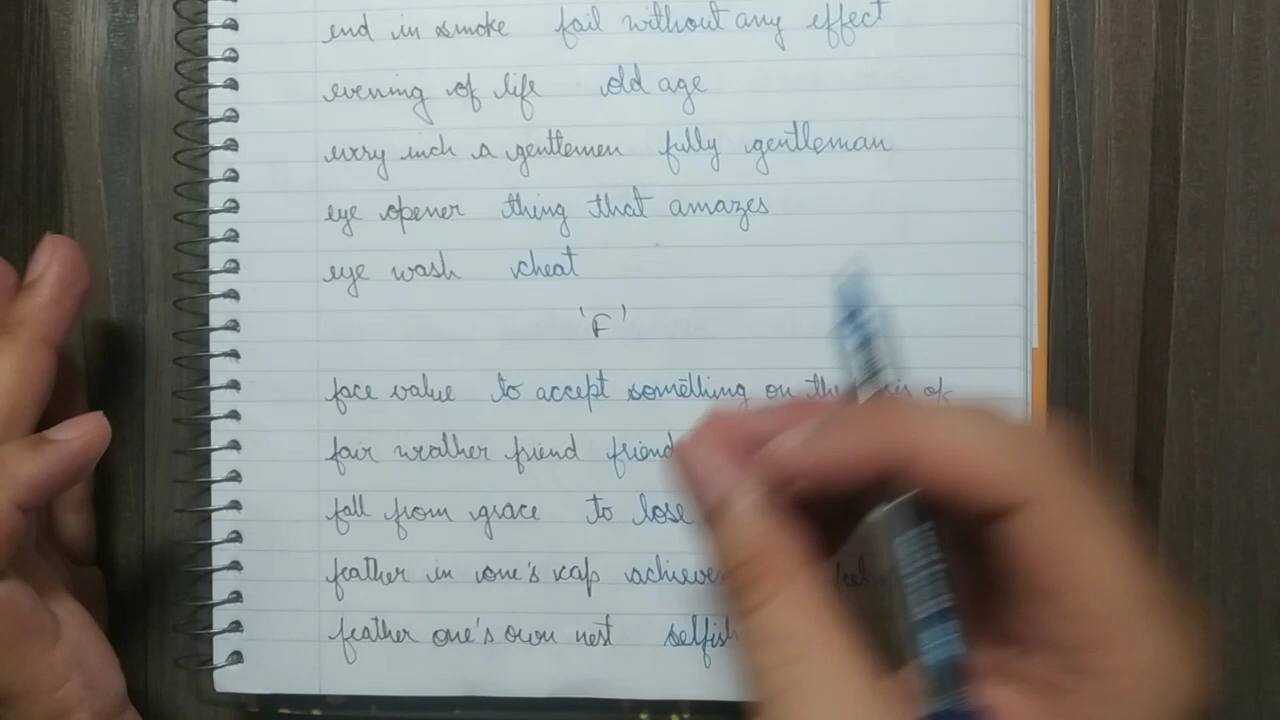 end in smoke fail without any effect
evening of life old age
every inch a gentlemen fully gentleman
eye opener thing that amazes
eye wash cheat
'F'
face value to accept something on the of
fair weather friend friend
fall from grace to lose
feather in one's cap
feather one's own nest